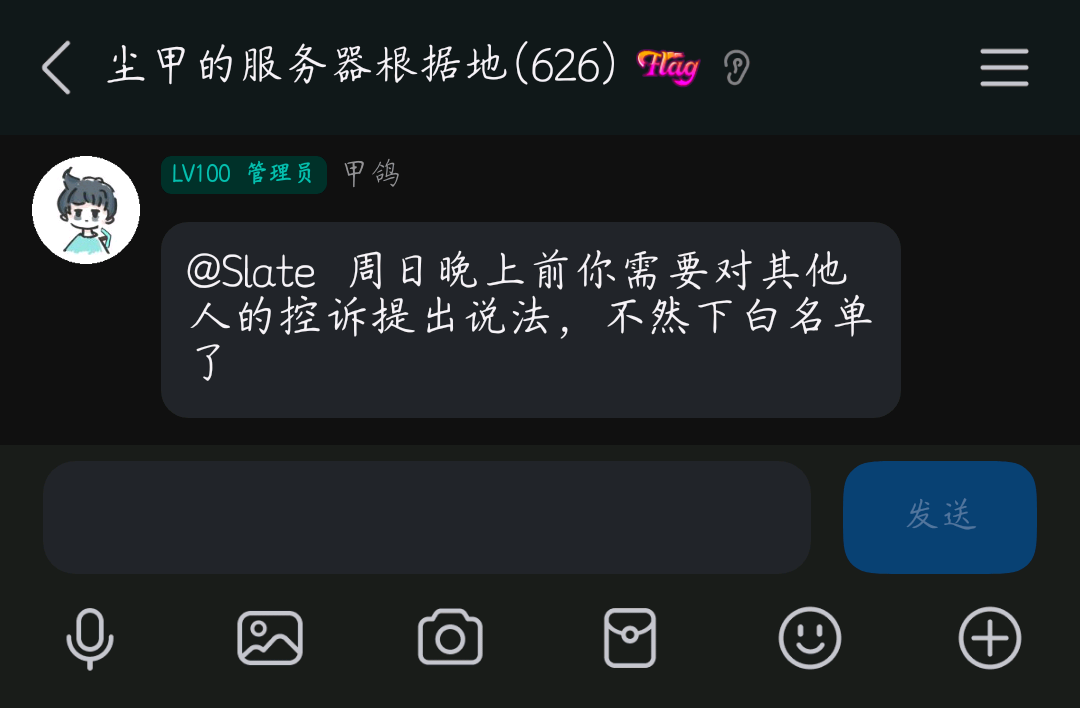 尘甲的服务器根据地(626) Flag
LV100 管理员 甲鸽
@Slate 周日晚上前你需要对其他
人的控诉提出说法，不然下白名单
了
发送